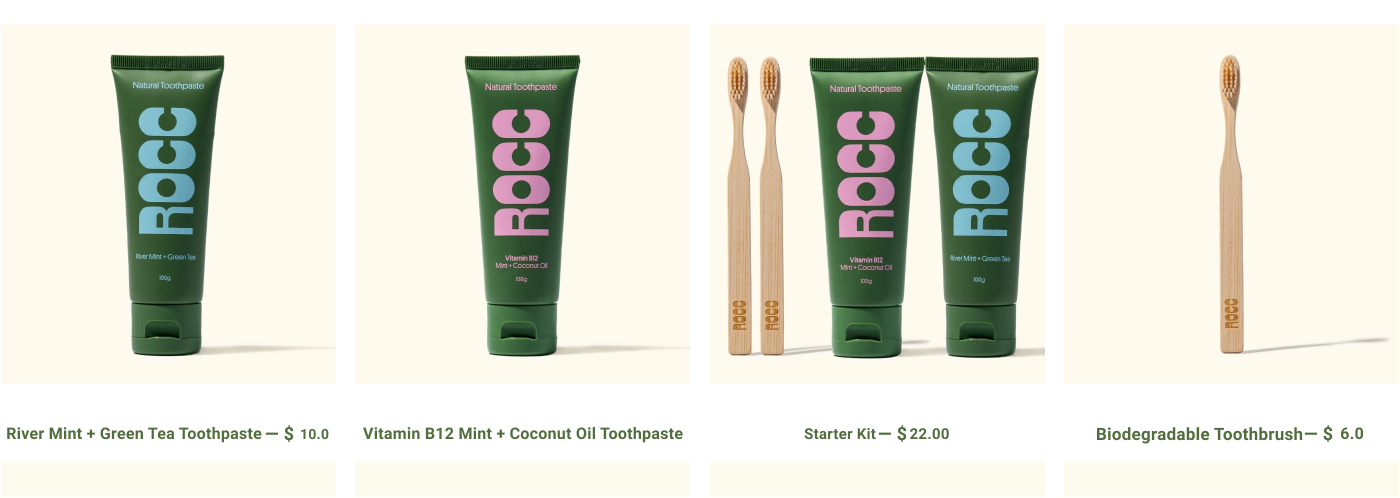 Natural Toothpaste
ROCC
River Mint + Green Tea
100g
Natural Toothpaste
ROCC
Vitamin B12
Mint + Coconut Oil
100g
ROCC
ROCC
Natural Toothpaste
ROCC
Vitamin B12
Mint + Coconut Oil
100g
Natural Toothpaste
ROCC
River Mint + Green Tea
100g
ROCC
River Mint + Green Tea Toothpaste — $ 10.0
Vitamin B12 Mint + Coconut Oil Toothpaste
Starter Kit — $ 22.00
Biodegradable Toothbrush — $ 6.0